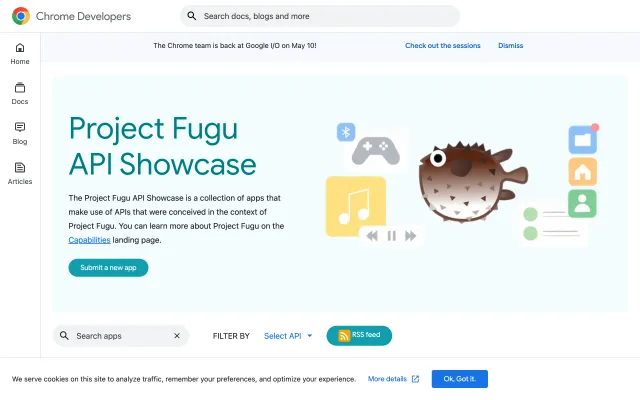 Chrome Developers
Search docs, blogs and more
The Chrome team is back at Google I/O on May 10!
Check out the sessions
Dismiss
Home
Docs
Blog
Articles
Project Fugu
API Showcase
The Project Fugu API Showcase is a collection of apps that
make use of APIs that were conceived in the context of
Project Fugu. You can learn more about Project Fugu on the
Capabilities landing page.
Submit a new app
Search apps
FILTER BY
Select API
RSS feed
We serve cookies on this site to analyze traffic, remember your preferences, and optimize your experience.
More details
Ok, Got it.